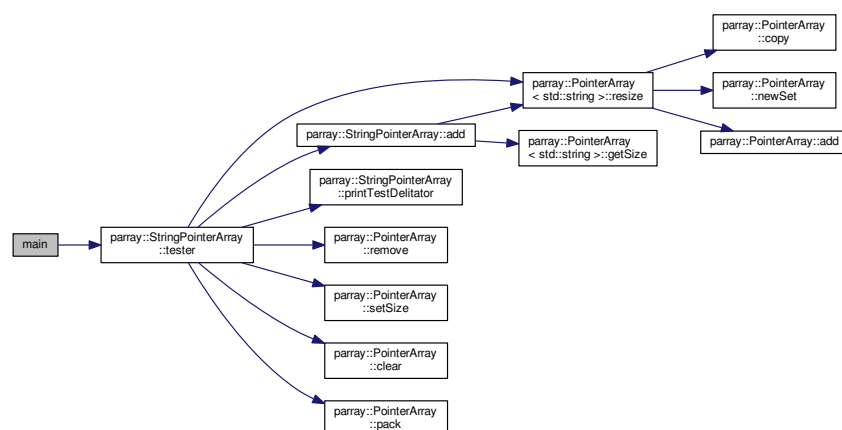 parray::PointerArray
::copy
parray::PointerArray
< std::string >::resize
parray::PointerArray
::newSet
parray::StringPointerArray::add
parray::PointerArray
< std::string >::getSize
parray::PointerArray::add
parray::StringPointerArray
::printTestDelitator
main
parray::StringPointerArray
::tester
parray::PointerArray
::remove
parray::PointerArray
::setSize
parray::PointerArray
::clear
parray::PointerArray
::pack